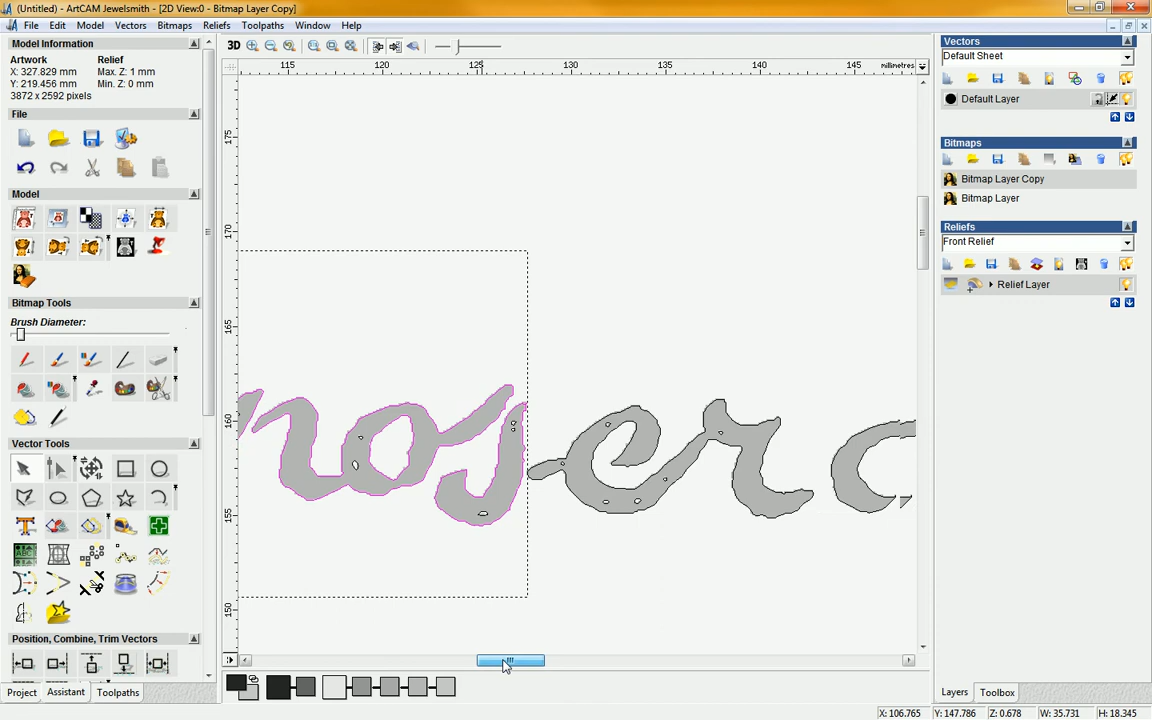 (Untitled) - ArtCAM Jewelsmith - [2D View:0 - Bitmap Layer Copy]
File Edit Model Vectors Bitmaps Reliefs Toolpaths Window Help
Model Information
Artwork Relief
X: 327.829 mm Max. Z: 1 mm
Y: 219.456 mm Min. Z: 0 mm
3872 x 2592 pixels
File
Model
Bitmap Tools
Brush Diameter:
Vector Tools
Position, Combine, Trim Vectors
Project Assistant Toolpaths
3D
115 120 125 130 135 140 145 millimetres
175
170
165
160
155
150
noserc
Vectors
Default Sheet
Default Layer
Bitmaps
Bitmap Layer Copy
Bitmap Layer
Reliefs
Front Relief
Relief Layer
Layers Toolbox
X: 106.765 Y: 147.786 Z: 0.678 W: 35.731 H: 18.345